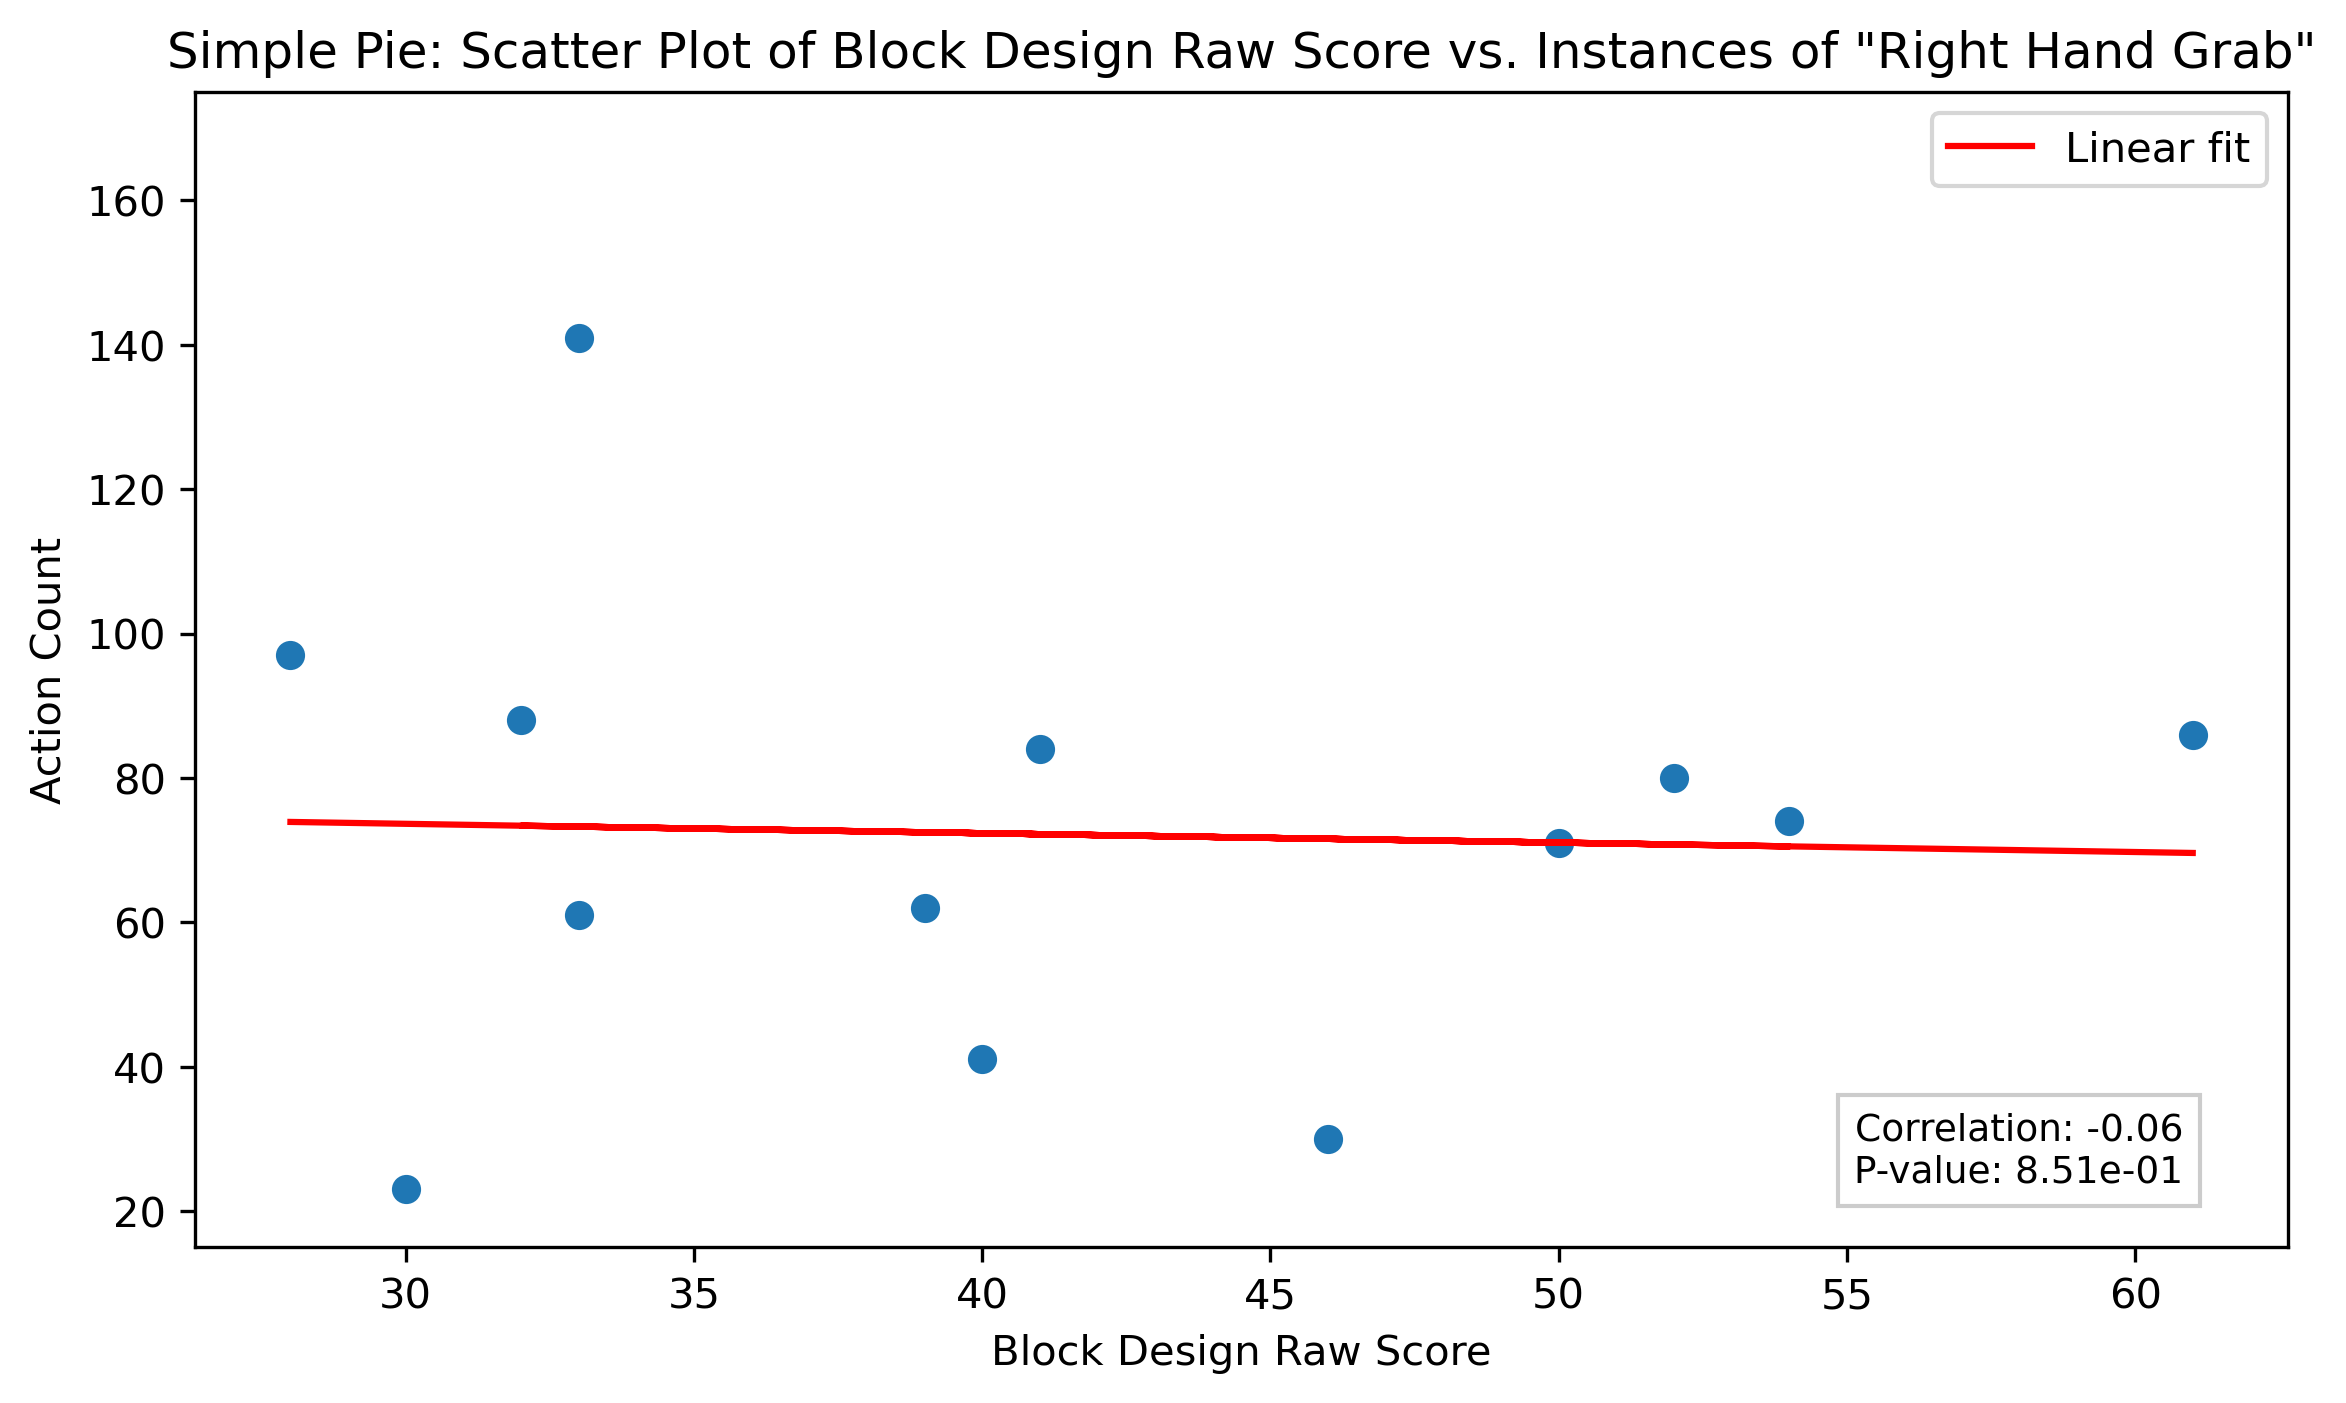 Simple Pie: Scatter Plot of Block Design Raw Score vs. Instances of "Right Hand Grab"
Linear fit
160
140
120
100
80
60
40
20
Action Count
Correlation: -0.06
P-value: 8.51e-01
30 35 40 45 50 55 60
Block Design Raw Score